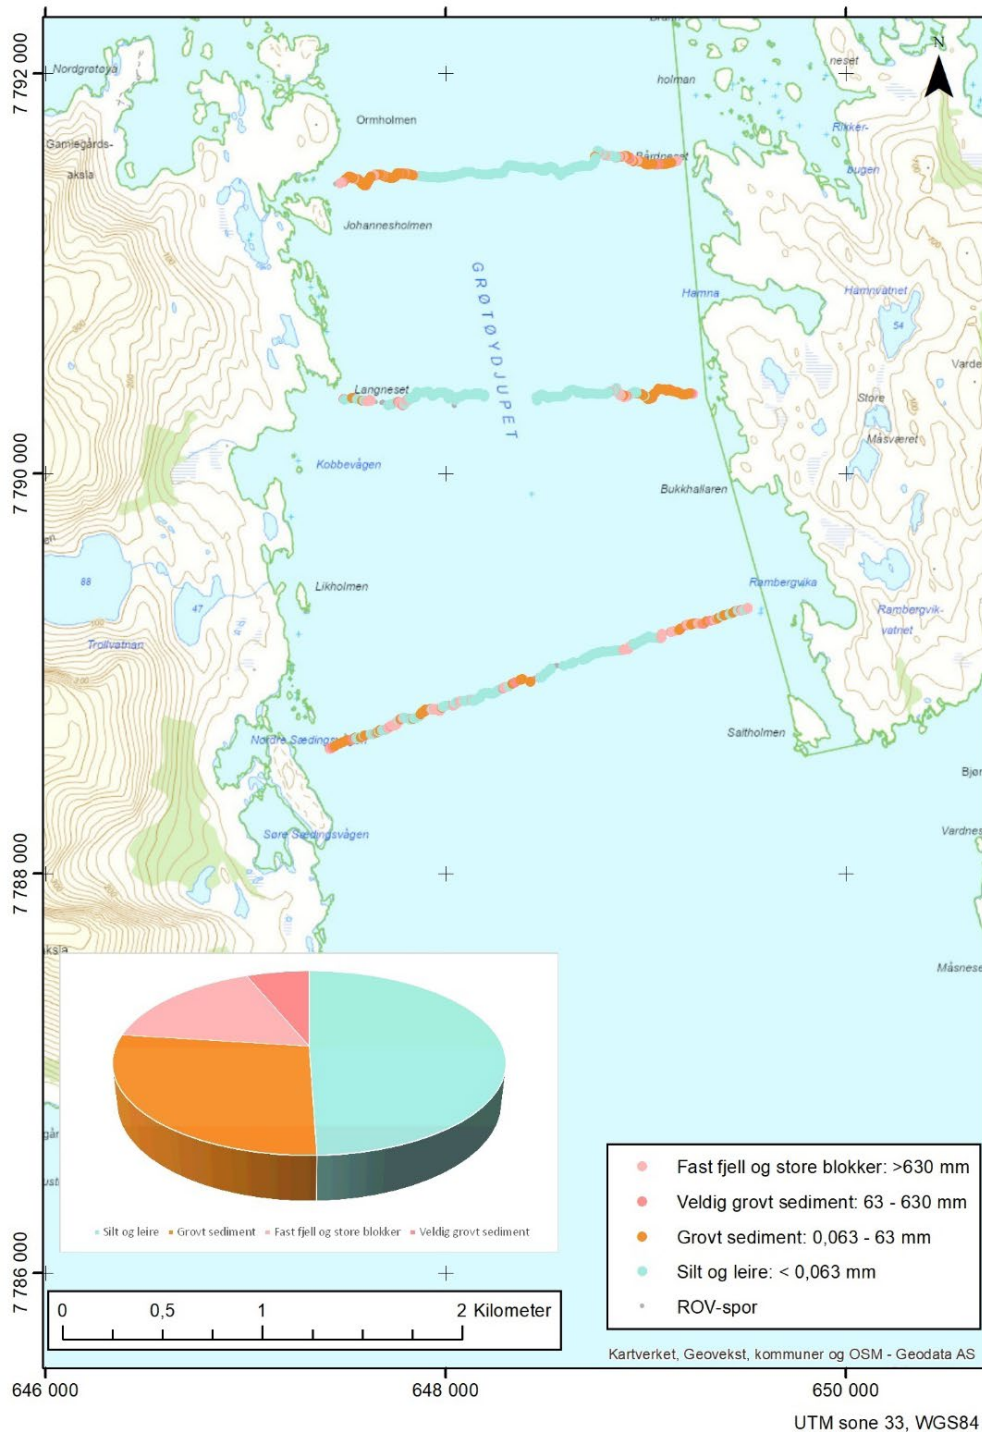 7 792 000
Nordgrøtøya
holman
neset
N
Ormholmen
Rikker-
bugen
Gamlegårds-
aksla
Bårdneset
Johannesholmen
GRØTØYDJUPET
Hamna
Hamnvatnet
54
Langneset
Varde
Store
Måsværet
Kobbevågen
7 790 000
Bukkhallaren
88
47
Likholmen
Rambergvika
Rambergvik-
vatnet
Trollvatnan
Nordre Sædingsvågen
Saltholmen
Bjør
Søre Sædingsvågen
Vardnes
7 788 000
Måsnese
Silt og leire
Grovt sediment
Fast fjell og store blokker
Veldig grovt sediment
Fast fjell og store blokker: >630 mm
Veldig grovt sediment: 63 - 630 mm
Grovt sediment: 0,063 - 63 mm
Silt og leire: < 0,063 mm
ROV-spor
7 786 000
0 0,5 1 2 Kilometer
Kartverket, Geovekst, kommuner og OSM - Geodata AS
646 000
648 000
650 000
UTM sone 33, WGS84